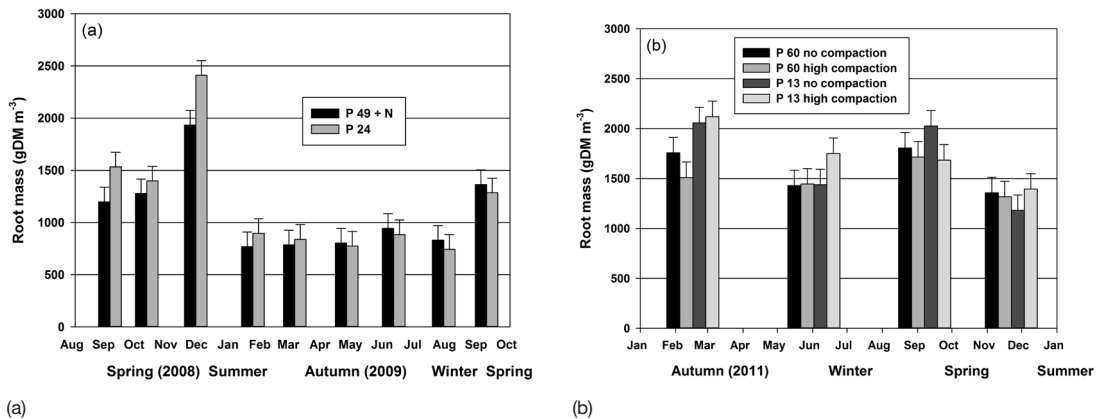 (a)
3000
2500
2000
1500
1000
500
0
Root mass (gDM m⁻³)
P 49 + N
P 24
Aug Sep Oct Nov Dec Jan Feb Mar Apr May Jun Jul Aug Sep Oct
Spring (2008) Summer Autumn (2009) Winter Spring
(a)
(b)
3000
2500
2000
1500
1000
500
0
Root mass (gDM m⁻³)
P 60 no compaction
P 60 high compaction
P 13 no compaction
P 13 high compaction
Jan Feb Mar Apr May Jun Jul Aug Sep Oct Nov Dec Jan
Autumn (2011) Winter Spring Summer
(b)